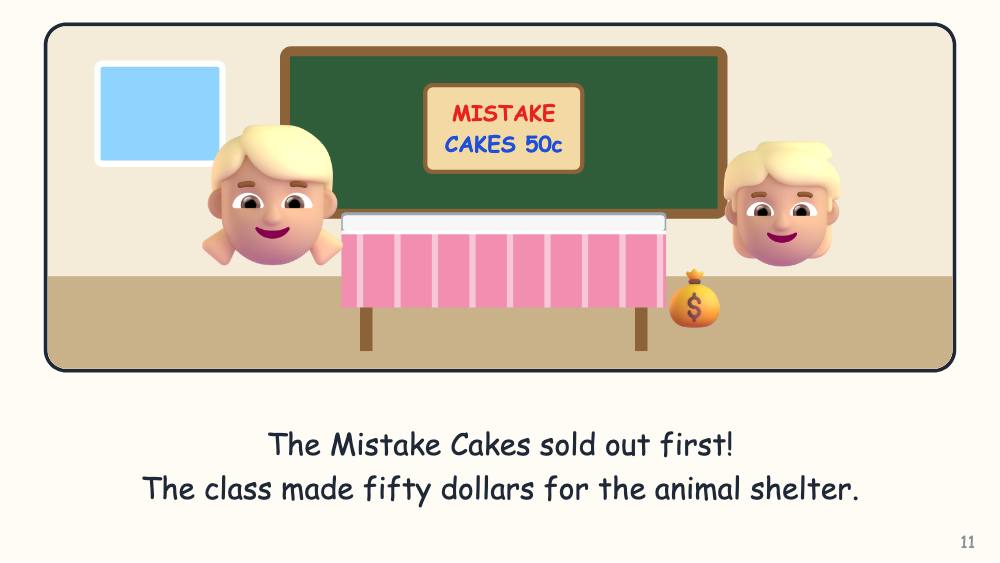 MISTAKE
CAKES 50c
$
The Mistake Cakes sold out first!
The class made fifty dollars for the animal shelter.
11